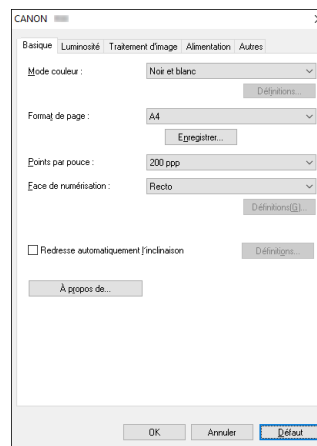 CANON
Basique Luminosité Traitement d'image Alimentation Autres
Mode couleur : Noir et blanc
Définitions...
Format de page : A4
Enregistrer...
Points par pouce : 200 ppp
Face de numérisation : Recto
Définitions(G)...
Redresse automatiquement l'inclinaison Définitions...
À propos de...
OK Annuler Défaut